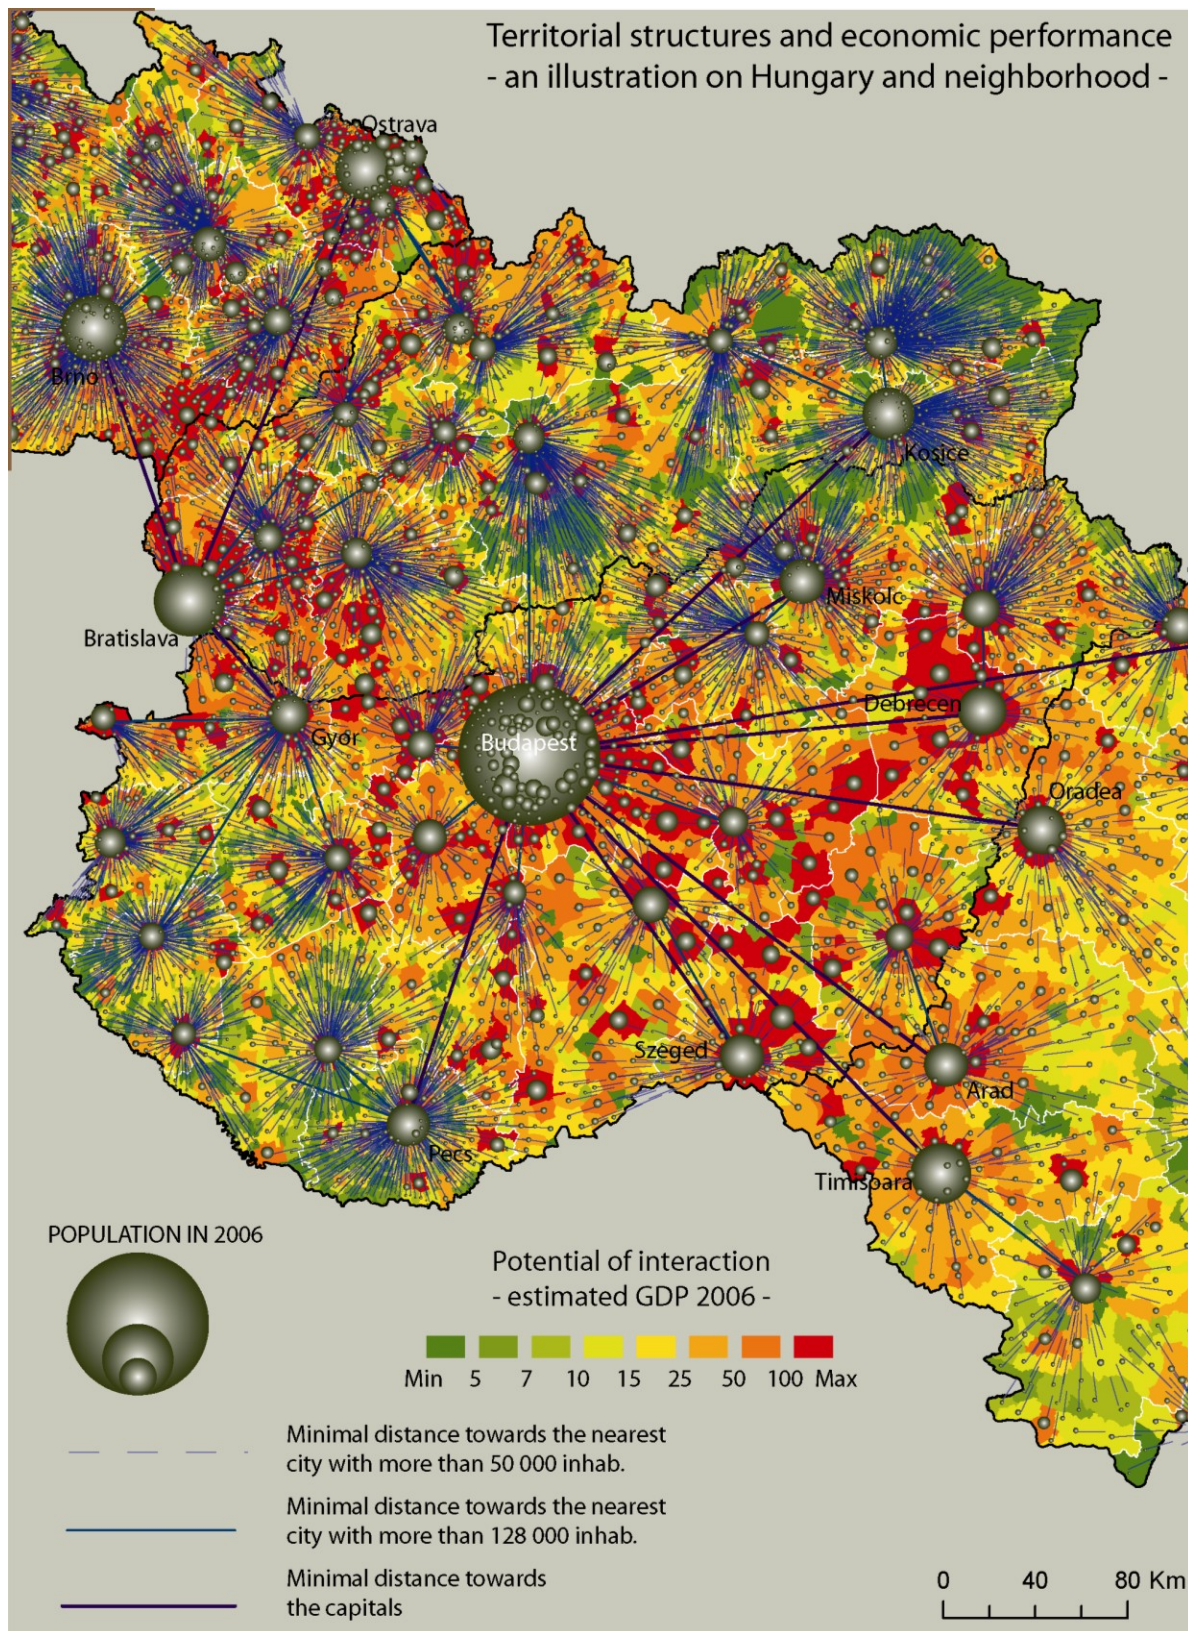 Territorial structures and economic performance
- an illustration on Hungary and neighborhood -
Ostrava
Brno
Kosice
Miskolc
Bratislava
Debrecen
Gyor
Budapest
Oradea
Szeged
Arad
Pecs
Timisoara
POPULATION IN 2006
Potential of interaction
- estimated GDP 2006 -
Min 5 7 10 15 25 50 100 Max
Minimal distance towards the nearest
city with more than 50 000 inhab.
Minimal distance towards the nearest
city with more than 128 000 inhab.
Minimal distance towards
the capitals
0 40 80 Km